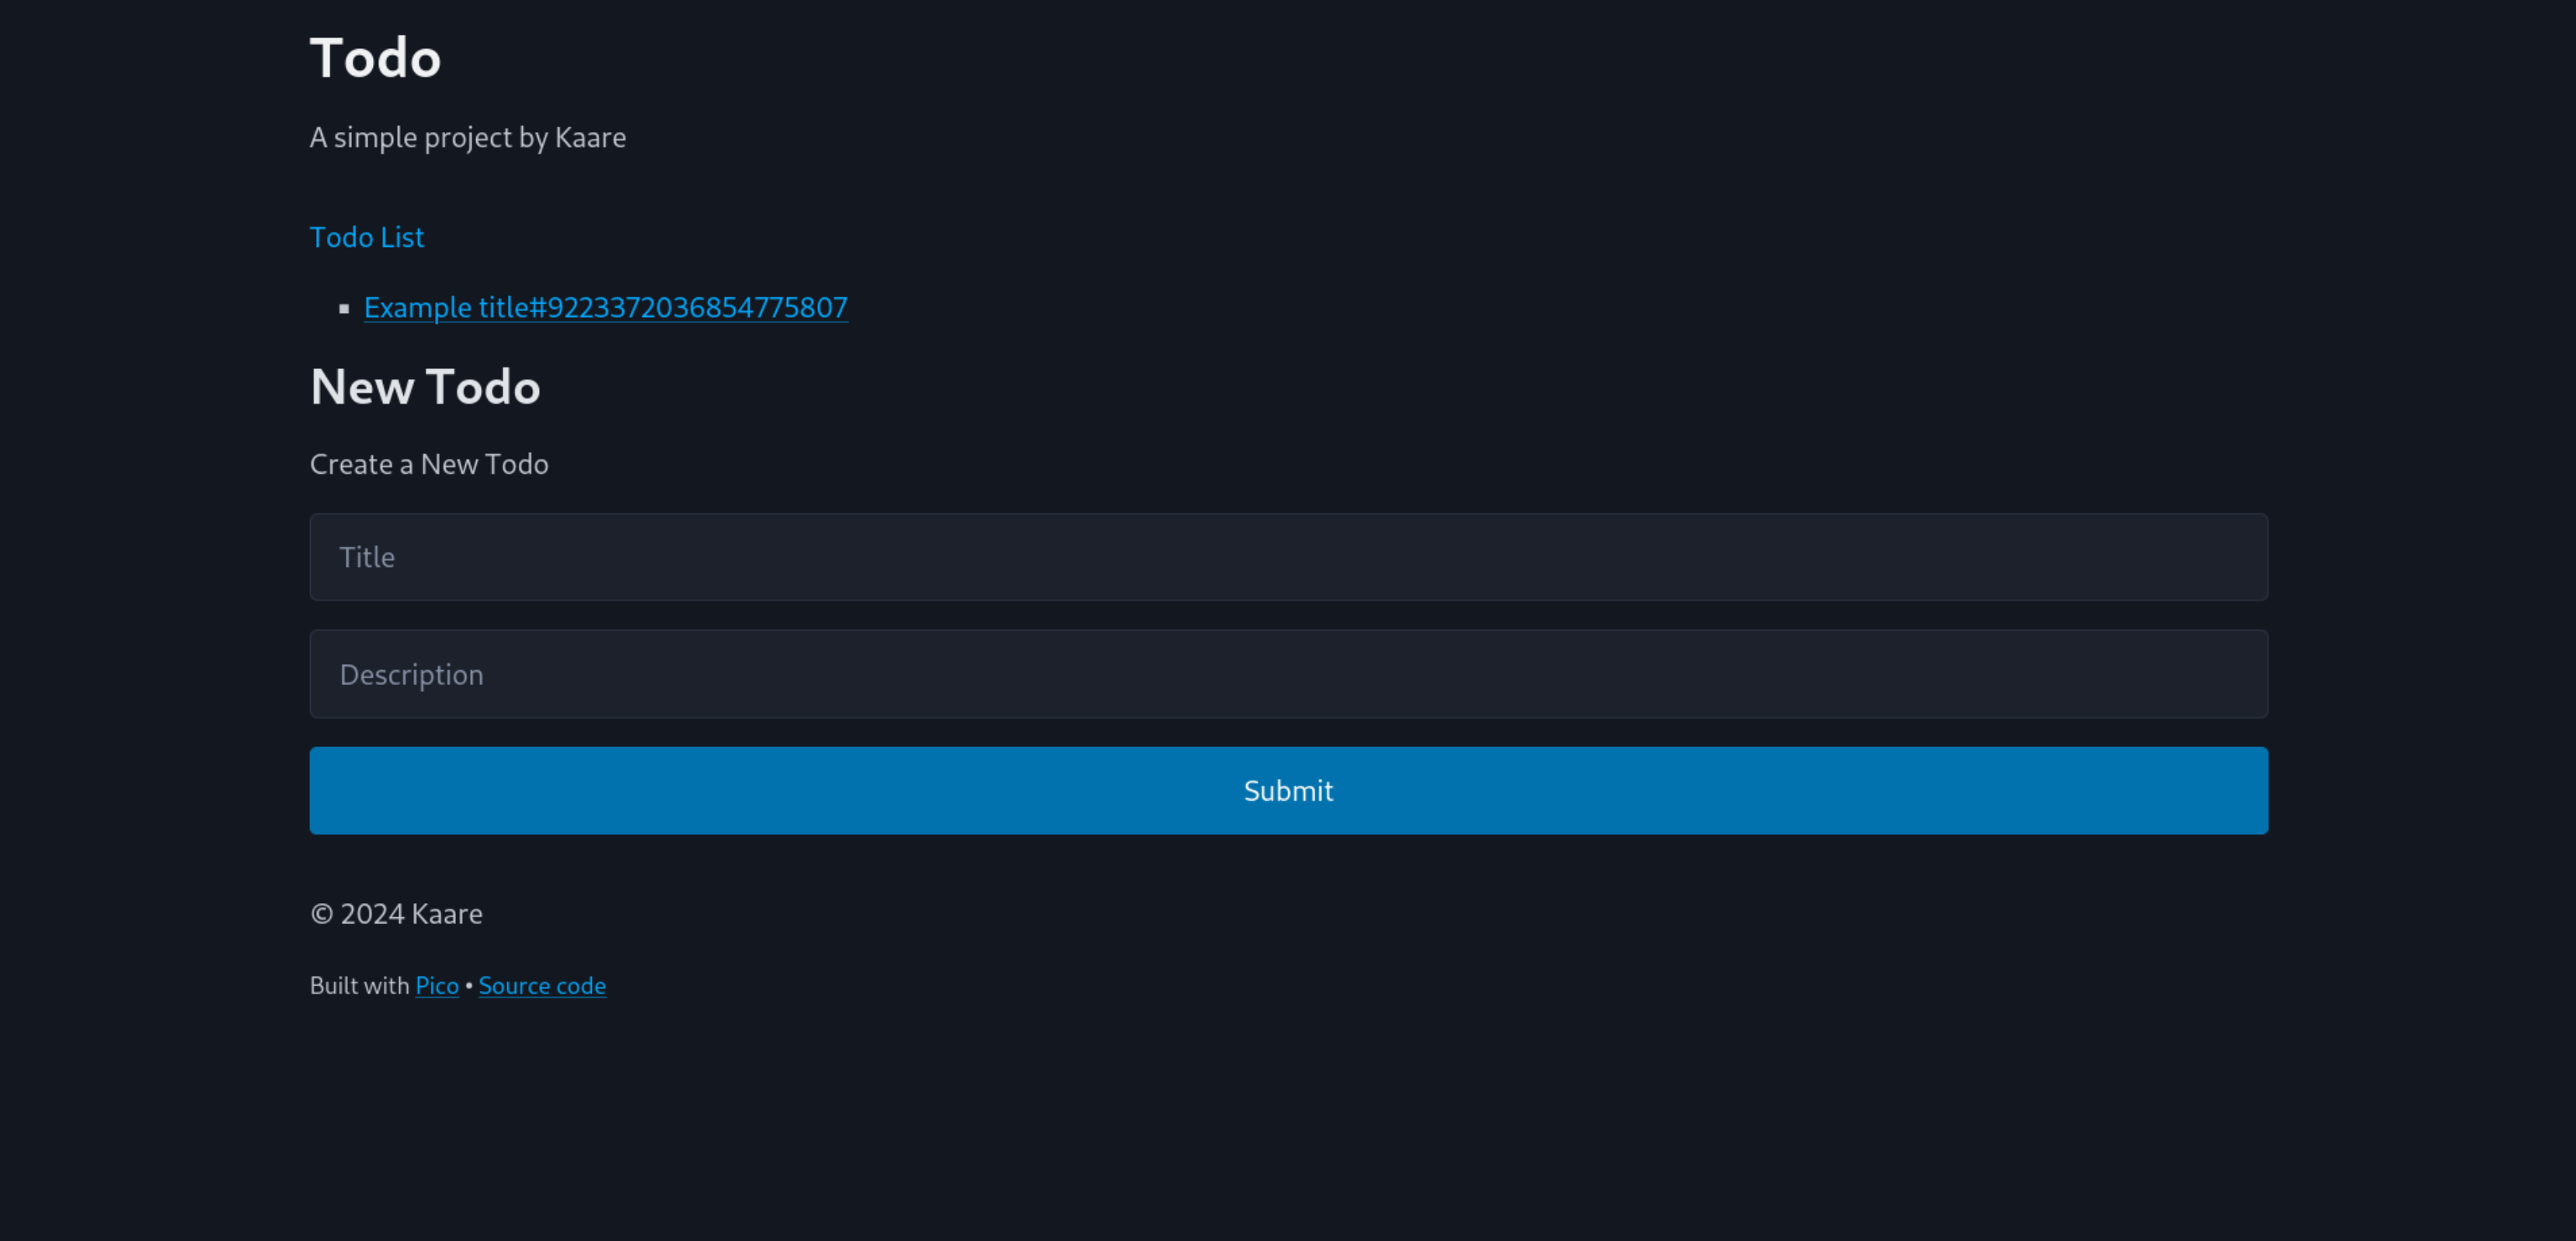 Todo
A simple project by Kaare
Todo List
Example title#9223372036854775807
New Todo
Create a New Todo
Title
Description
Submit
© 2024 Kaare
Built with Pico • Source code